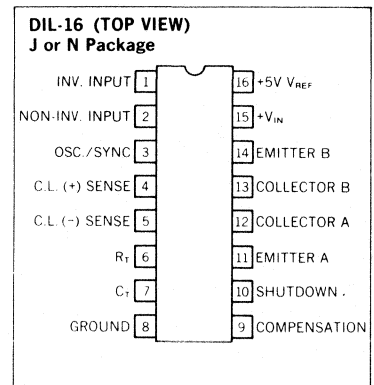 DIL-16 (TOP VIEW)
J or N Package
INV. INPUT 1
16 +5V VREF
NON-INV. INPUT 2
15 +VIN
OSC./SYNC 3
14 EMITTER B
C.L. (+) SENSE 4
13 COLLECTOR B
C.L. (-) SENSE 5
12 COLLECTOR A
RT 6
11 EMITTER A
CT 7
10 SHUTDOWN
GROUND 8
9 COMPENSATION